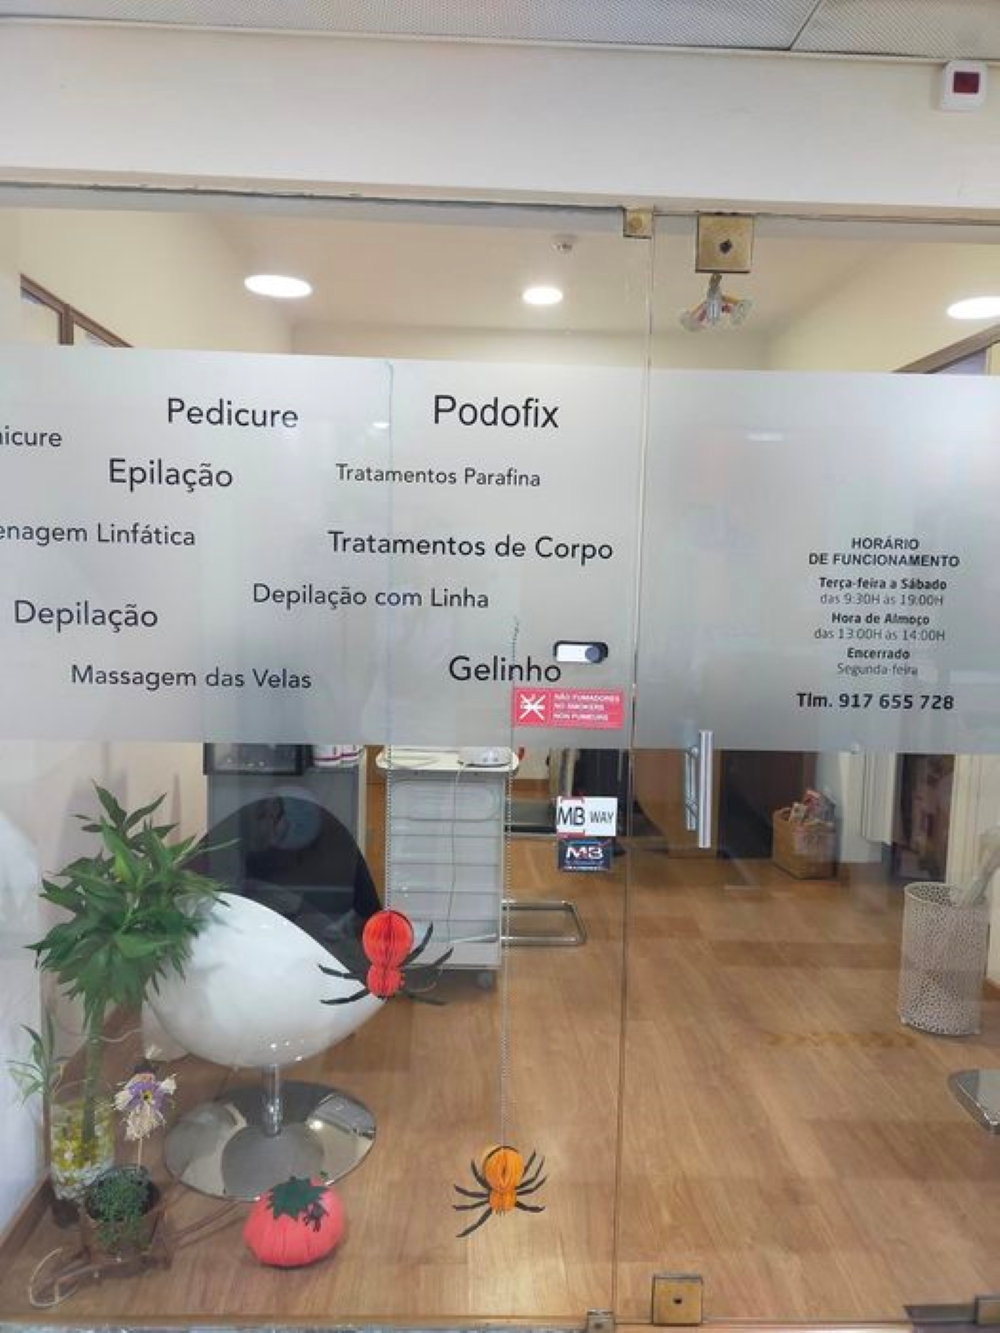 Pedicure
Podofix
nicure
Epilação
Tratamentos Parafina
enagem Linfática
Tratamentos de Corpo
Depilação com Linha
Depilação
Massagem das Velas
Gelinho
NÃO FUMADORES
NO SMOKERS
NON FUMEURS
MB WAY
MB
HORÁRIO
DE FUNCIONAMENTO
Terça-feira a Sábado
das 9:30H às 19:00H
Hora de Almoço
das 13:00H às 14:00H
Encerrado
Segunda-feira
Tlm. 917 655 728